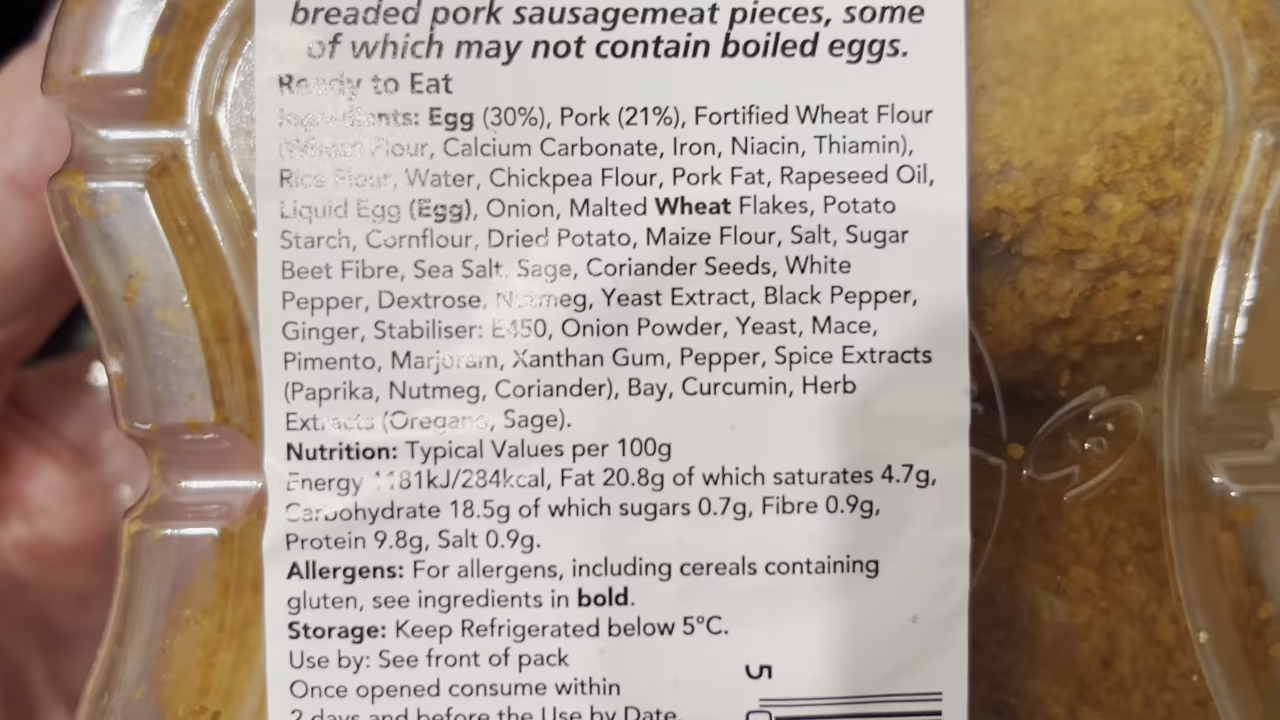 breaded pork sausagemeat pieces, some
of which may not contain boiled eggs.
Ready to Eat
Ingredients: Egg (30%), Pork (21%), Fortified Wheat Flour
(Wheat Flour, Calcium Carbonate, Iron, Niacin, Thiamin),
Rice Flour, Water, Chickpea Flour, Pork Fat, Rapeseed Oil,
Liquid Egg (Egg), Onion, Malted Wheat Flakes, Potato
Starch, Cornflour, Dried Potato, Maize Flour, Salt, Sugar
Beet Fibre, Sea Salt, Sage, Coriander Seeds, White
Pepper, Dextrose, Nutmeg, Yeast Extract, Black Pepper,
Ginger, Stabiliser: E450, Onion Powder, Yeast, Mace,
Pimento, Marjoram, Xanthan Gum, Pepper, Spice Extracts
(Paprika, Nutmeg, Coriander), Bay, Curcumin, Herb
Extracts (Oregano, Sage).
Nutrition: Typical Values per 100g
Energy 1181kJ/284kcal, Fat 20.8g of which saturates 4.7g,
Carbohydrate 18.5g of which sugars 0.7g, Fibre 0.9g,
Protein 9.8g, Salt 0.9g.
Allergens: For allergens, including cereals containing
gluten, see ingredients in bold.
Storage: Keep Refrigerated below 5°C.
Use by: See front of pack
Once opened consume within
2 days and before the Use by Date.
5